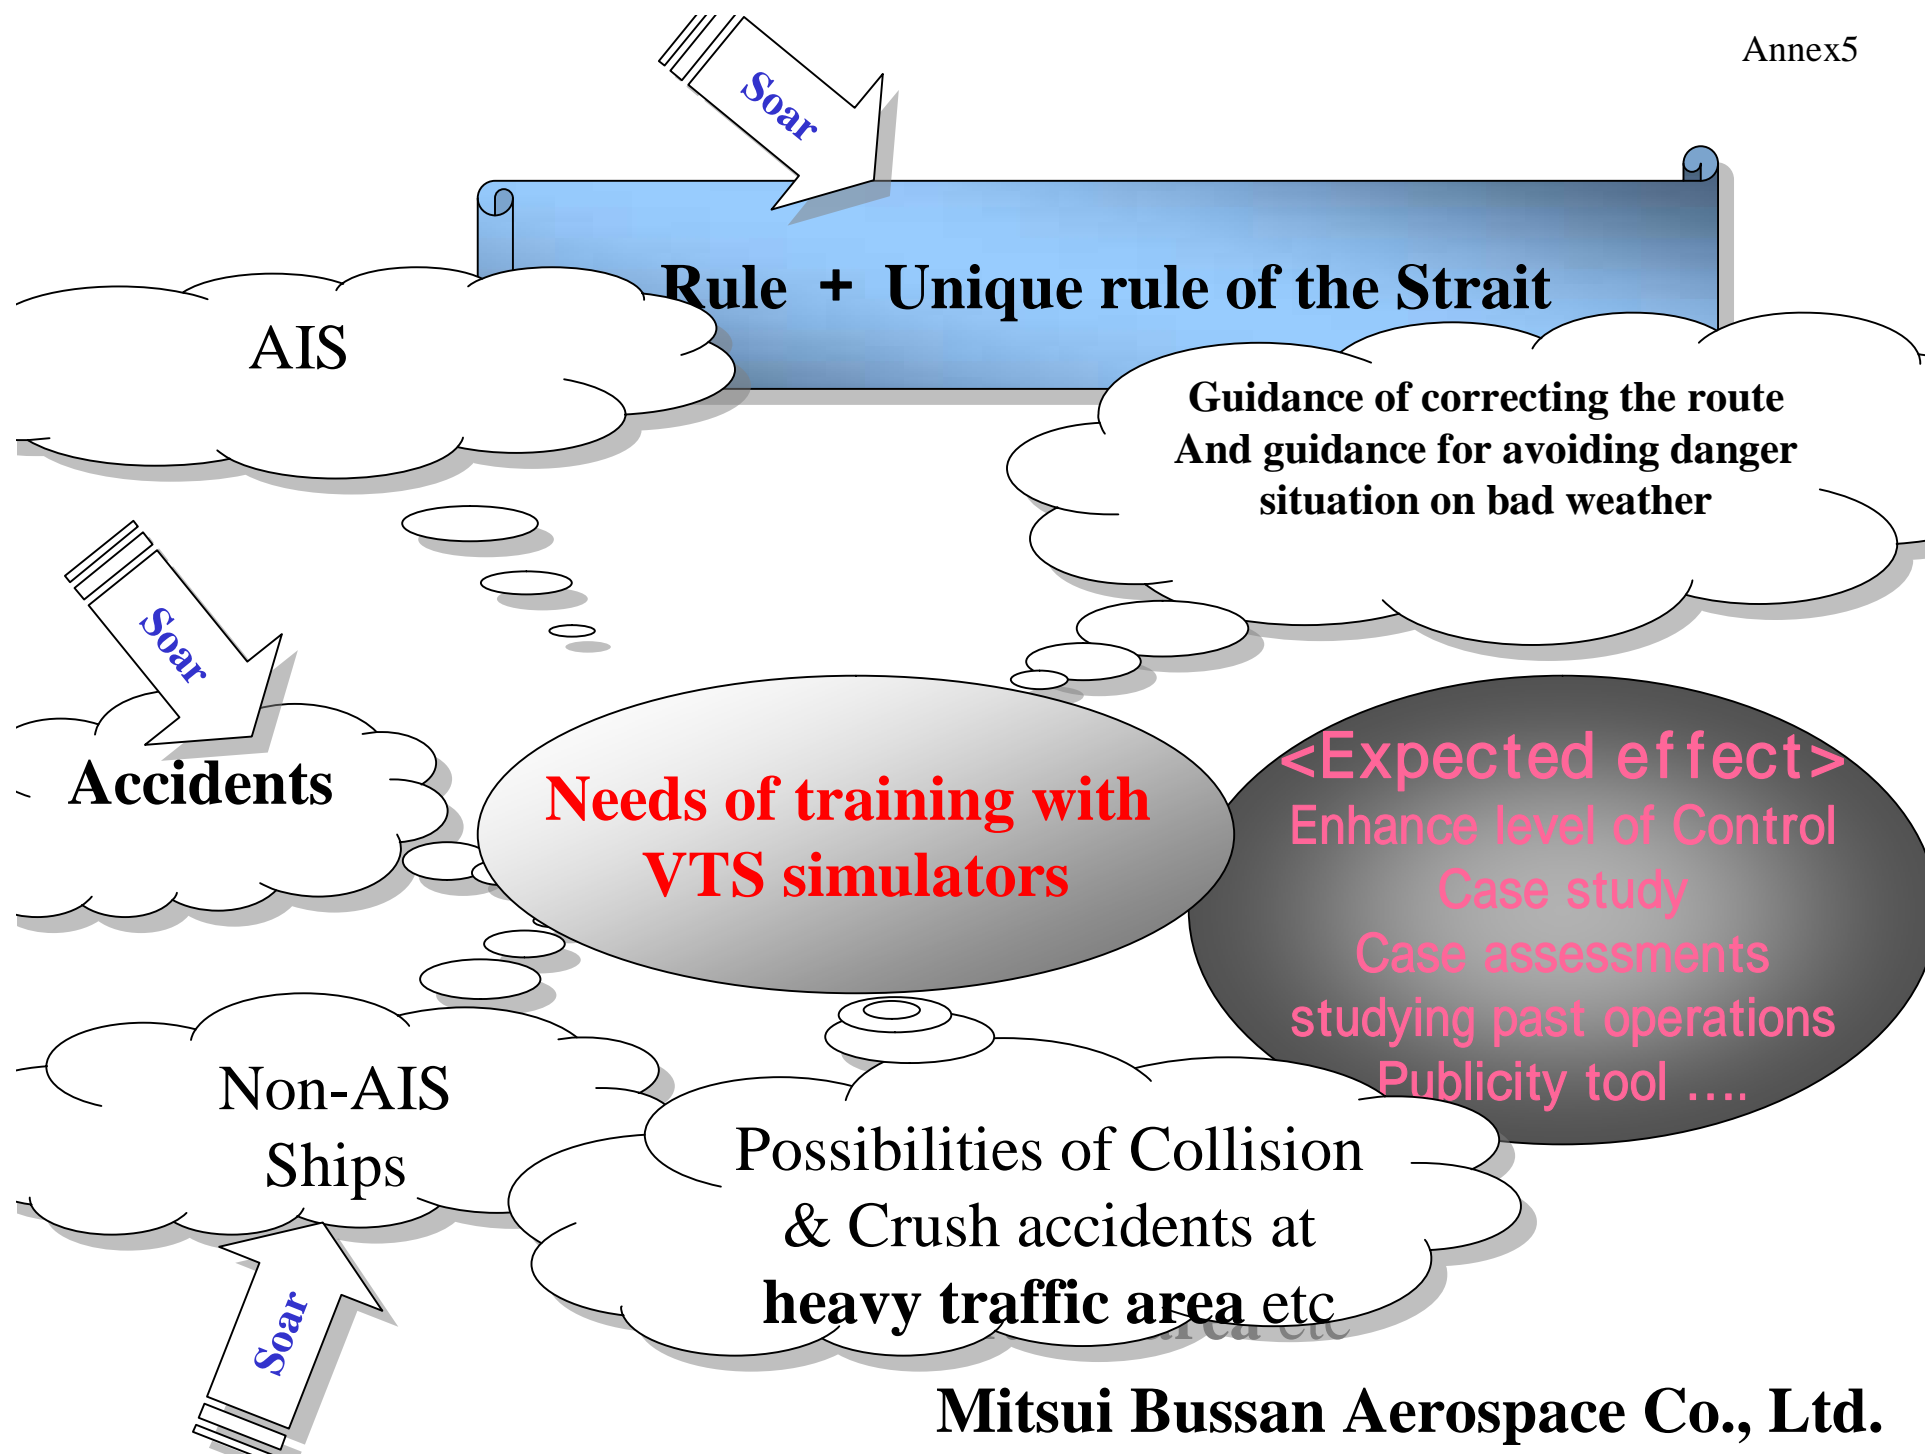 Annex5
Soar
Rule + Unique rule of the Strait
AIS
Guidance of correcting the route
And guidance for avoiding danger
situation on bad weather
Soar
Accidents
Needs of training with
VTS simulators
<Expected effect>
Enhance level of Control
Case study
Case assessments
studying past operations
Publicity tool ....
Non-AIS
Ships
Possibilities of Collision
& Crush accidents at
heavy traffic area etc
Soar
Mitsui Bussan Aerospace Co., Ltd.